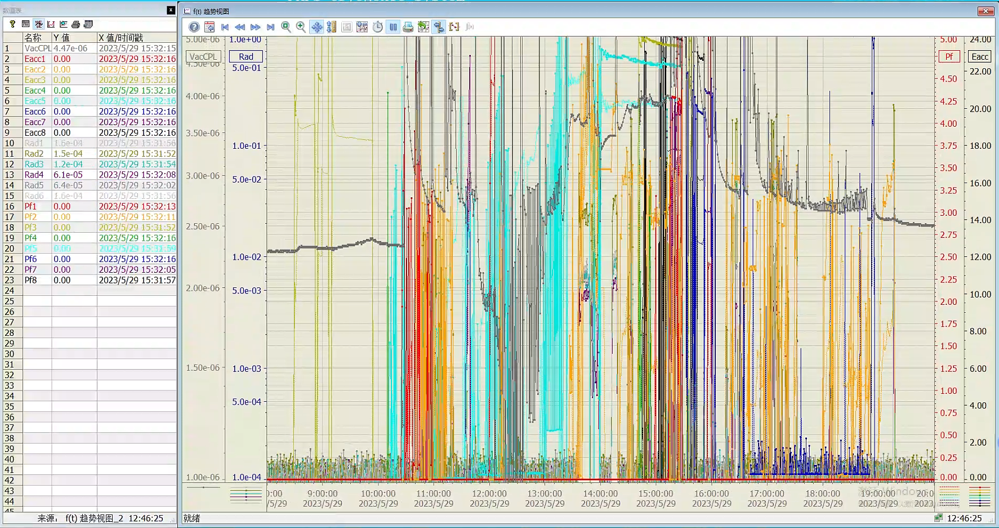 数值表
f(t) 趋势视图
名称 Y 值 X 值/时间戳
1 VacCPL 4.47e-06 2023/5/29 15:32:15
2 Eacc1 0.00 2023/5/29 15:32:16
3 Eacc2 0.00 2023/5/29 15:32:16
4 Eacc3 0.00 2023/5/29 15:32:16
5 Eacc4 0.00 2023/5/29 15:32:16
6 Eacc5 0.00 2023/5/29 15:32:16
7 Eacc6 0.00 2023/5/29 15:32:16
8 Eacc7 0.00 2023/5/29 15:32:16
9 Eacc8 0.00 2023/5/29 15:32:16
10 Rad1 1.6e-04 2023/5/29 15:31:56
11 Rad2 1.5e-04 2023/5/29 15:31:52
12 Rad3 1.2e-04 2023/5/29 15:31:54
13 Rad4 6.1e-05 2023/5/29 15:32:08
14 Rad5 6.4e-05 2023/5/29 15:32:02
15 Rad6 1.6e-04 2023/5/29 15:31:56
16 Pf1 0.00 2023/5/29 15:32:13
17 Pf2 0.00 2023/5/29 15:32:11
18 Pf3 0.00 2023/5/29 15:31:52
19 Pf4 0.00 2023/5/29 15:32:16
20 Pf5 0.00 2023/5/29 15:31:59
21 Pf6 0.00 2023/5/29 15:32:16
22 Pf7 0.00 2023/5/29 15:32:05
23 Pf8 0.00 2023/5/29 15:31:57
24
25
26
27
28
29
30
31
32
33
34
35
36
37
38
39
40
41
42
43
44
45
来源： f(t) 趋势视图_2 12:46:25
5.00e-06
VacCPL
4.50e-06
4.00e-06
3.50e-06
3.00e-06
2.50e-06
2.00e-06
1.50e-06
1.00e-06
1.0e+00
Rad
5.0e-01
1.0e-01
5.0e-02
1.0e-02
5.0e-03
1.0e-03
5.0e-04
1.0e-04
5.00
Pf
4.50
4.25
4.00
3.75
3.50
3.25
3.00
2.75
2.50
2.25
2.00
1.75
1.50
1.25
1.00
0.75
0.50
0.25
0.00
24.00
Eacc
22.00
20.00
18.00
16.00
14.00
12.00
10.00
8.00
6.00
4.00
2.00
0.00
0:00 9:00:00 10:00:00 11:00:00 12:00:00 13:00:00 14:00:00 15:00:00 16:00:00 17:00:00 18:00:00 19:00:00 20:0
/5/29 2023/5/29 2023/5/29 2023/5/29 2023/5/29 2023/5/29 2023/5/29 2023/5/29 2023/5/29 2023/5/29 2023/5/29 2023/5/29 2023/
激活 Windows
就绪 12:46:25